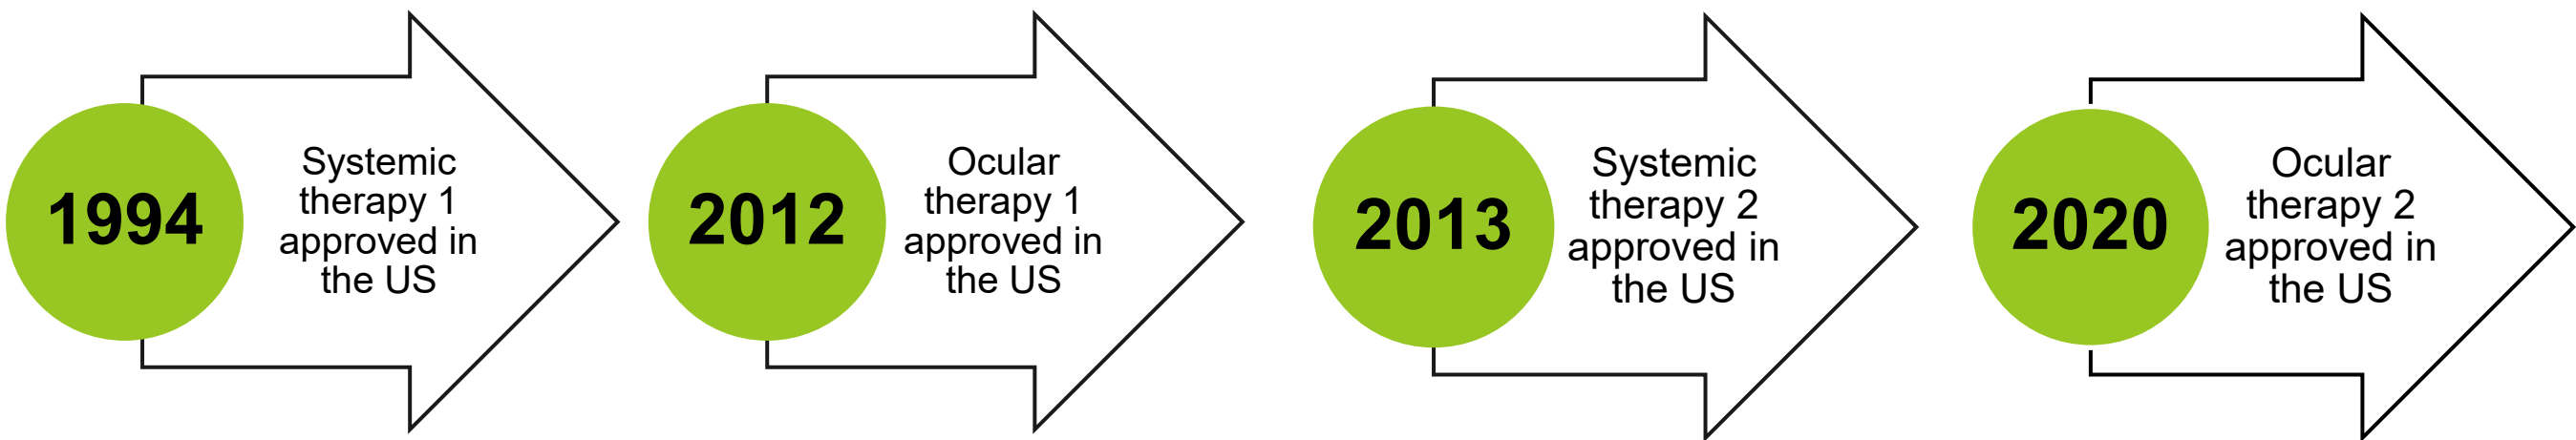 1994
Systemic
therapy 1
approved in
the US
2012
Ocular
therapy 1
approved in
the US
2013
Systemic
therapy 2
approved in
the US
2020
Ocular
therapy 2
approved in
the US